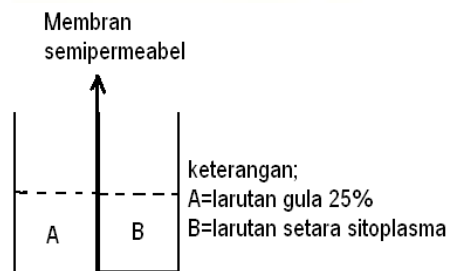 Membran
semipermeabel
keterangan;
A=larutan gula 25%
B=larutan setara sitoplasma
A
B